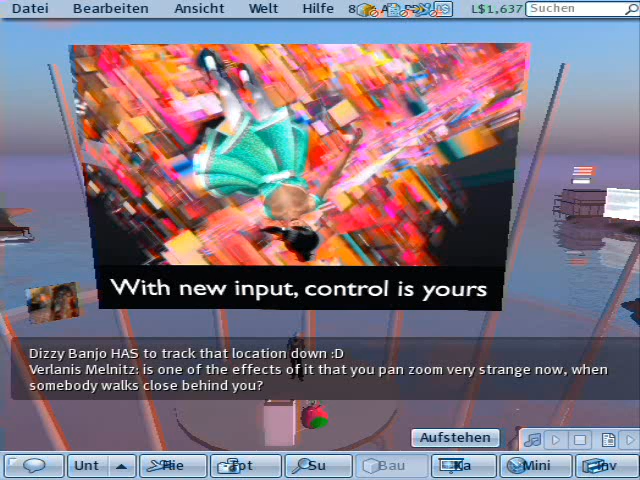 Datei Bearbeiten Ansicht Welt Hilfe L$1,637 Suchen
With new input, control is yours
Dizzy Banjo HAS to track that location down :D
Verlanis Melnitz: is one of the effects of it that you pan zoom very strange now, when
somebody walks close behind you?
Aufstehen
Unt Su Bau Ka Mini Inv